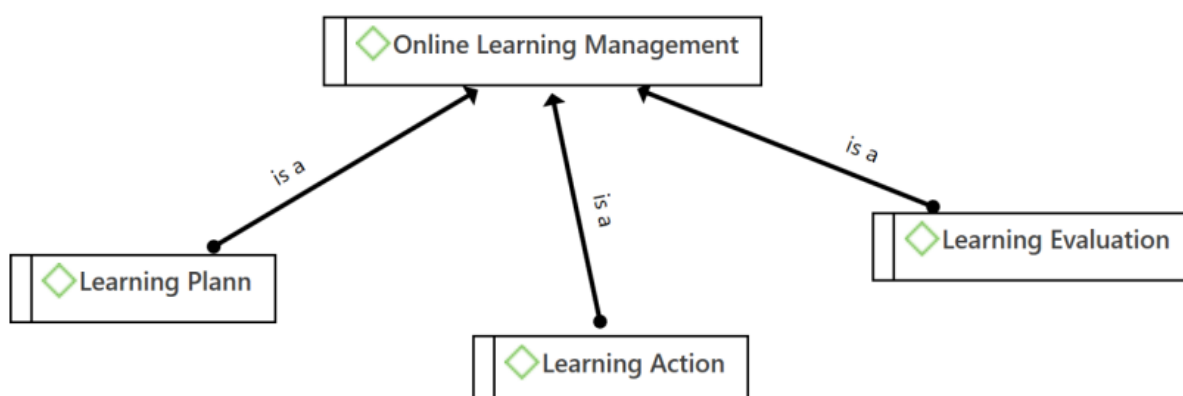 Online Learning Management
is a
is a
is a
Learning Evaluation
Learning Plann
Learning Action